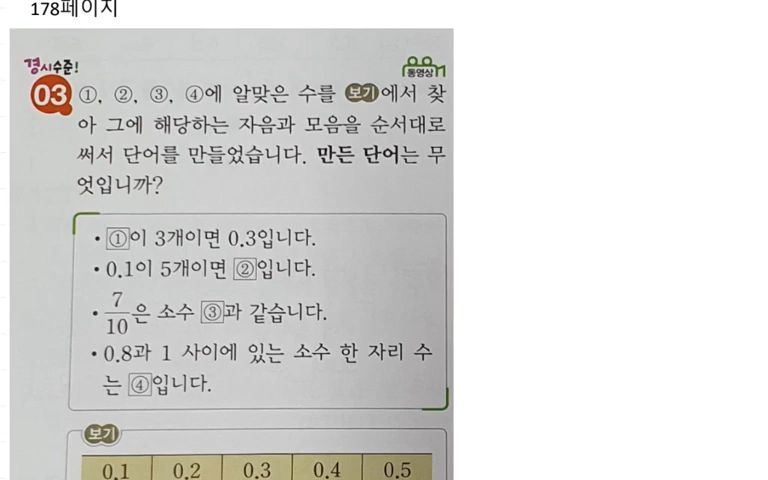 178페이지
경시수준!
동영상
03 ①, ②, ③, ④에 알맞은 수를 보기에서 찾
아 그에 해당하는 자음과 모음을 순서대로
써서 단어를 만들었습니다. 만든 단어는 무
엇입니까?
• ①이 3개이면 0.3입니다.
• 0.1이 5개이면 ②입니다.
• 7/10은 소수 ③과 같습니다.
• 0.8과 1 사이에 있는 소수 한 자리 수
는 ④입니다.
보기
0.1 0.2 0.3 0.4 0.5